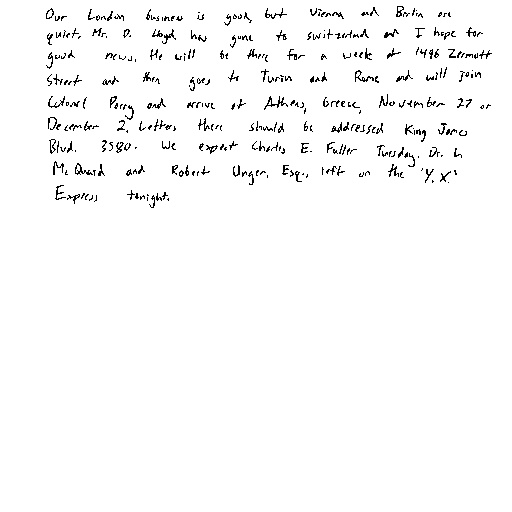 Our London business is good, but Vienna and Berlin are
quiet. Mr. D. Lloyd has gone to Switzerland and I hope for
good news. He will be there for a week at 1496 Zermott
Street and then goes to Turin and Rome and will join
Colonel Parry and arrive at Athens, Greece, November 27 or
December 2. Letters there should be addressed King James
Blvd. 3580. We expect Charles E. Fuller Tuesday. Dr. L
McQuaid and Robert Unger, Esq., left on the 'Y.X.'
Express tonight.